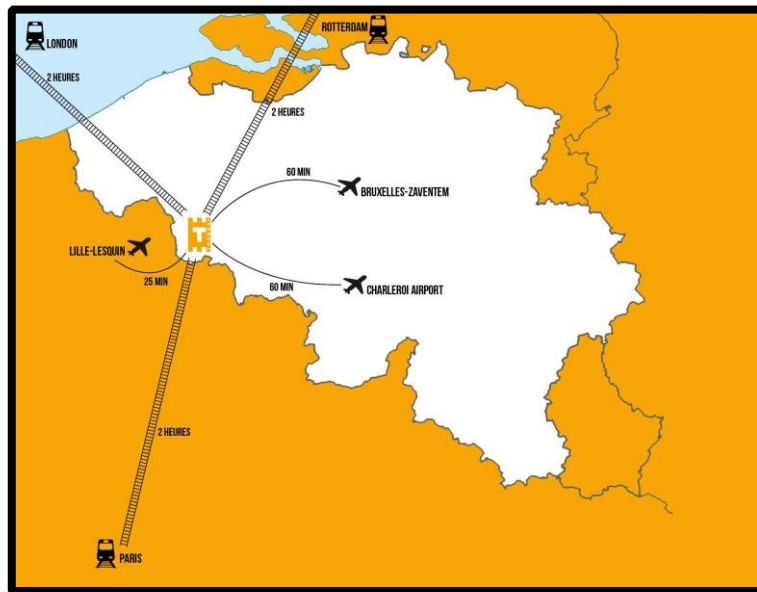 LONDON
ROTTERDAM
2 HEURES
2 HEURES
60 MIN
BRUXELLES-ZAVENTEM
T
LILLE-LESQUIN
25 MIN
60 MIN
CHARLEROI AIRPORT
2 HEURES
PARIS